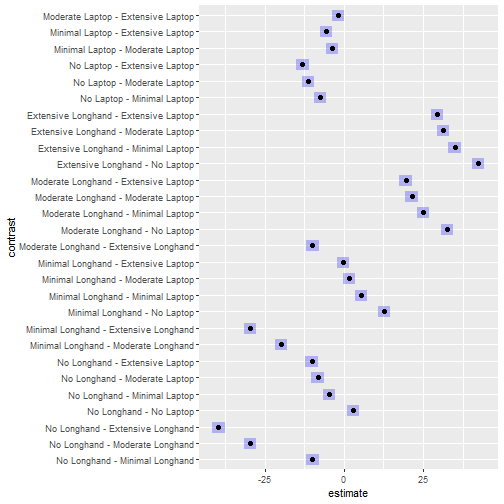 Moderate Laptop - Extensive Laptop
Minimal Laptop - Extensive Laptop
Minimal Laptop - Moderate Laptop
No Laptop - Extensive Laptop
No Laptop - Moderate Laptop
No Laptop - Minimal Laptop
Extensive Longhand - Extensive Laptop
Extensive Longhand - Moderate Laptop
Extensive Longhand - Minimal Laptop
Extensive Longhand - No Laptop
Moderate Longhand - Extensive Laptop
Moderate Longhand - Moderate Laptop
Moderate Longhand - Minimal Laptop
Moderate Longhand - No Laptop
Moderate Longhand - Extensive Longhand
Minimal Longhand - Extensive Laptop
Minimal Longhand - Moderate Laptop
Minimal Longhand - Minimal Laptop
Minimal Longhand - No Laptop
Minimal Longhand - Extensive Longhand
Minimal Longhand - Moderate Longhand
No Longhand - Extensive Laptop
No Longhand - Moderate Laptop
No Longhand - Minimal Laptop
No Longhand - No Laptop
No Longhand - Extensive Longhand
No Longhand - Moderate Longhand
No Longhand - Minimal Longhand
contrast
-25 0 25
estimate